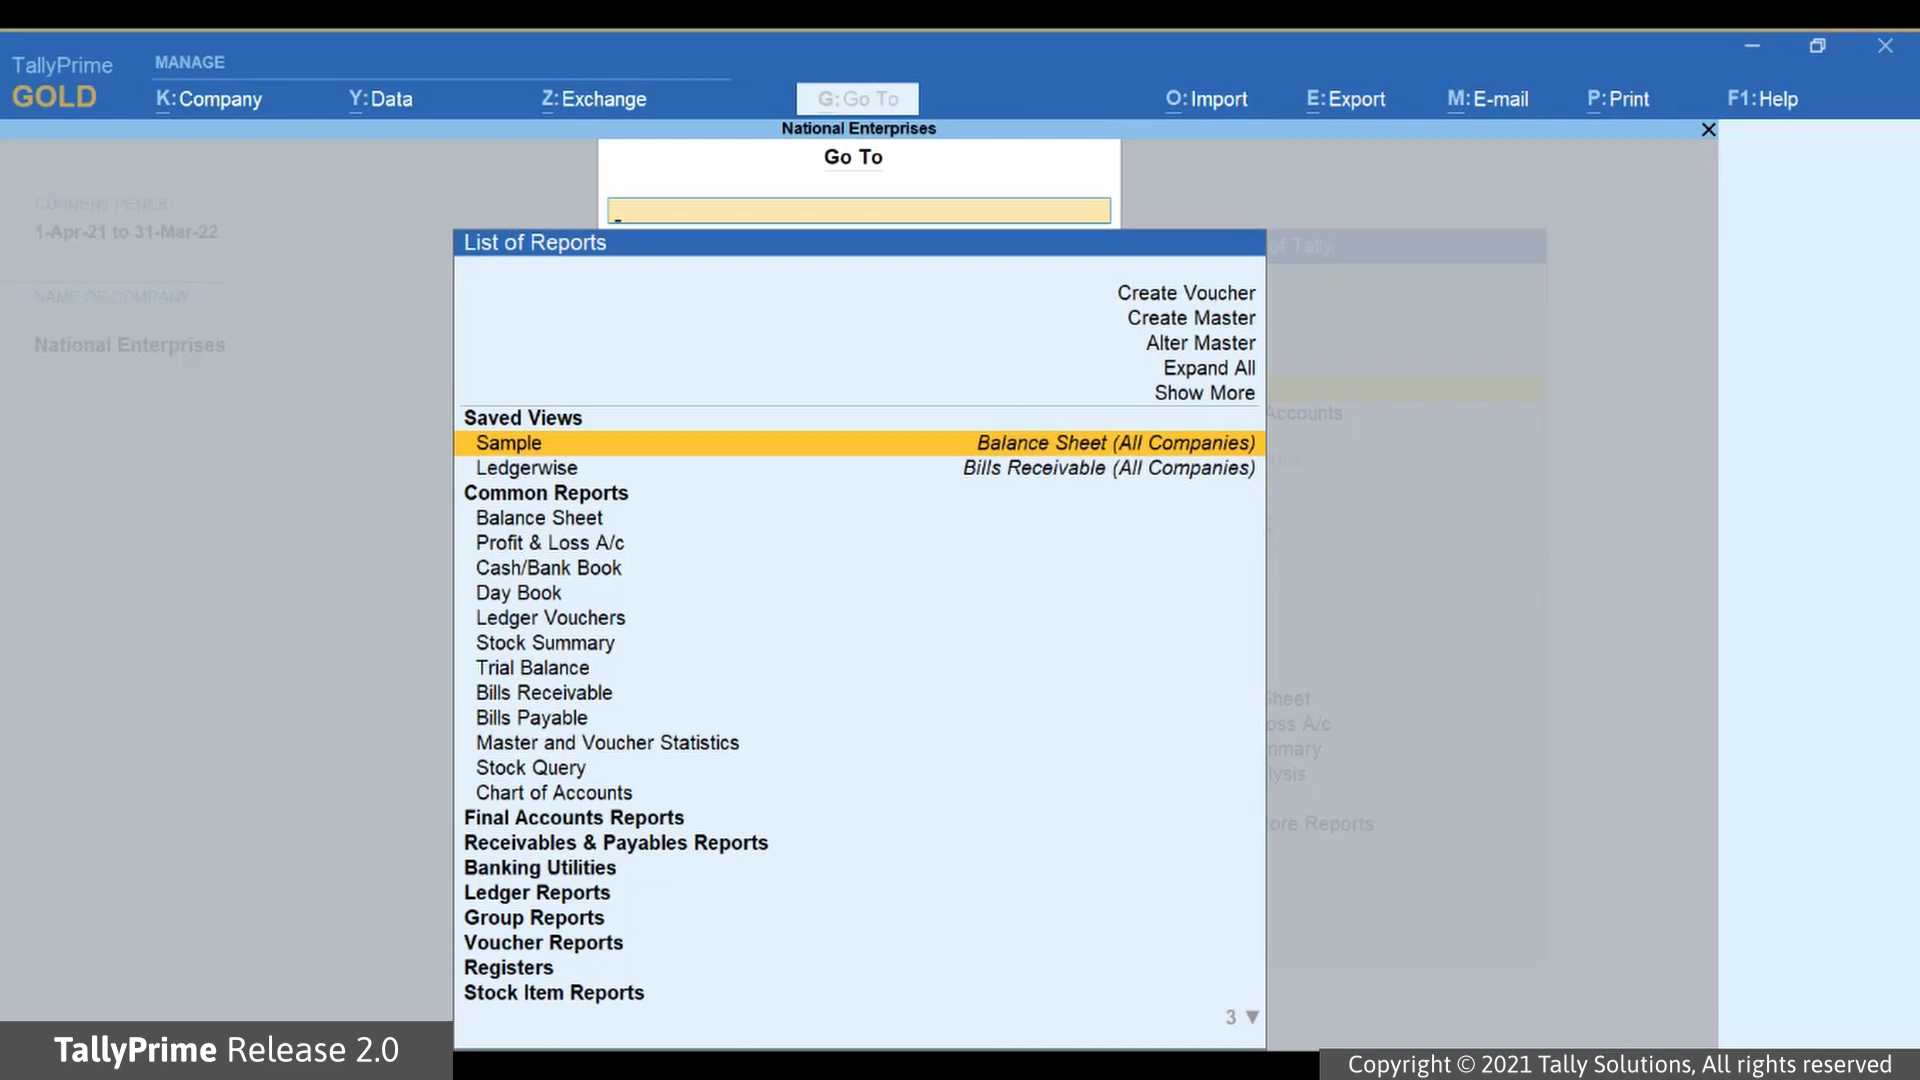 TallyPrime
GOLD
MANAGE
K:Company
Y:Data
Z:Exchange
G:Go To
O:Import
E:Export
M:E-mail
P:Print
F1:Help
National Enterprises
Go To
CURRENT PERIOD
1-Apr-21 to 31-Mar-22
NAME OF COMPANY
National Enterprises
List of Reports
Create Voucher
Create Master
Alter Master
Expand All
Show More
Saved Views
Sample Balance Sheet (All Companies)
Ledgerwise Bills Receivable (All Companies)
Common Reports
Balance Sheet
Profit & Loss A/c
Cash/Bank Book
Day Book
Ledger Vouchers
Stock Summary
Trial Balance
Bills Receivable
Bills Payable
Master and Voucher Statistics
Stock Query
Chart of Accounts
Final Accounts Reports
Receivables & Payables Reports
Banking Utilities
Ledger Reports
Group Reports
Voucher Reports
Registers
Stock Item Reports
3 ▼
of Tally
Accounts
Reports
TallyPrime Release 2.0
Copyright © 2021 Tally Solutions, All rights reserved